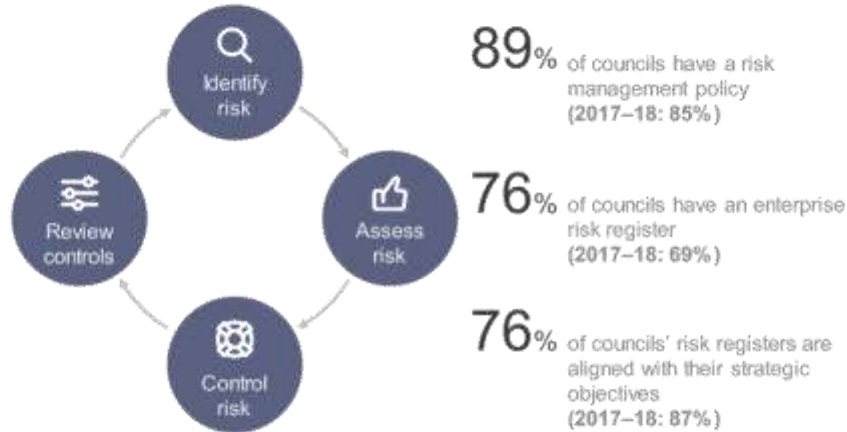 Identify
risk
Assess
risk
Control
risk
Review
controls
89% of councils have a risk
management policy
(2017–18: 85%)
76% of councils have an enterprise
risk register
(2017–18: 69%)
76% of councils' risk registers are
aligned with their strategic
objectives
(2017–18: 87%)